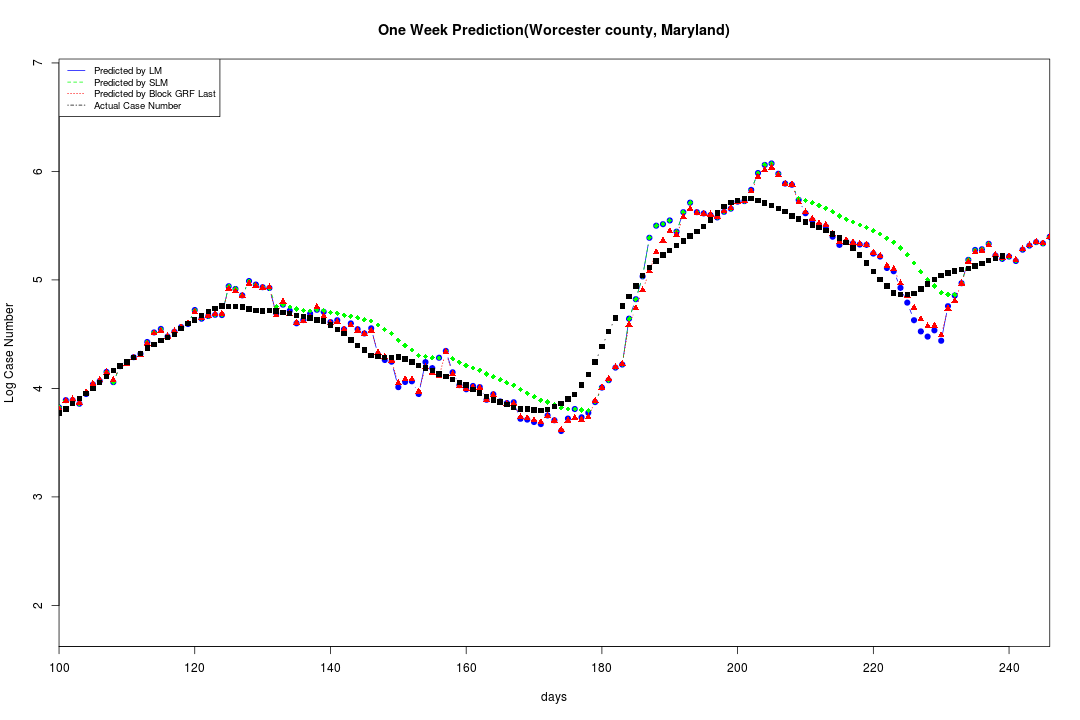 One Week Prediction(Worcester county, Maryland)
Predicted by LM
Predicted by SLM
Predicted by Block GRF Last
Actual Case Number
Log Case Number
7
6
5
4
3
2
100 120 140 160 180 200 220 240
days